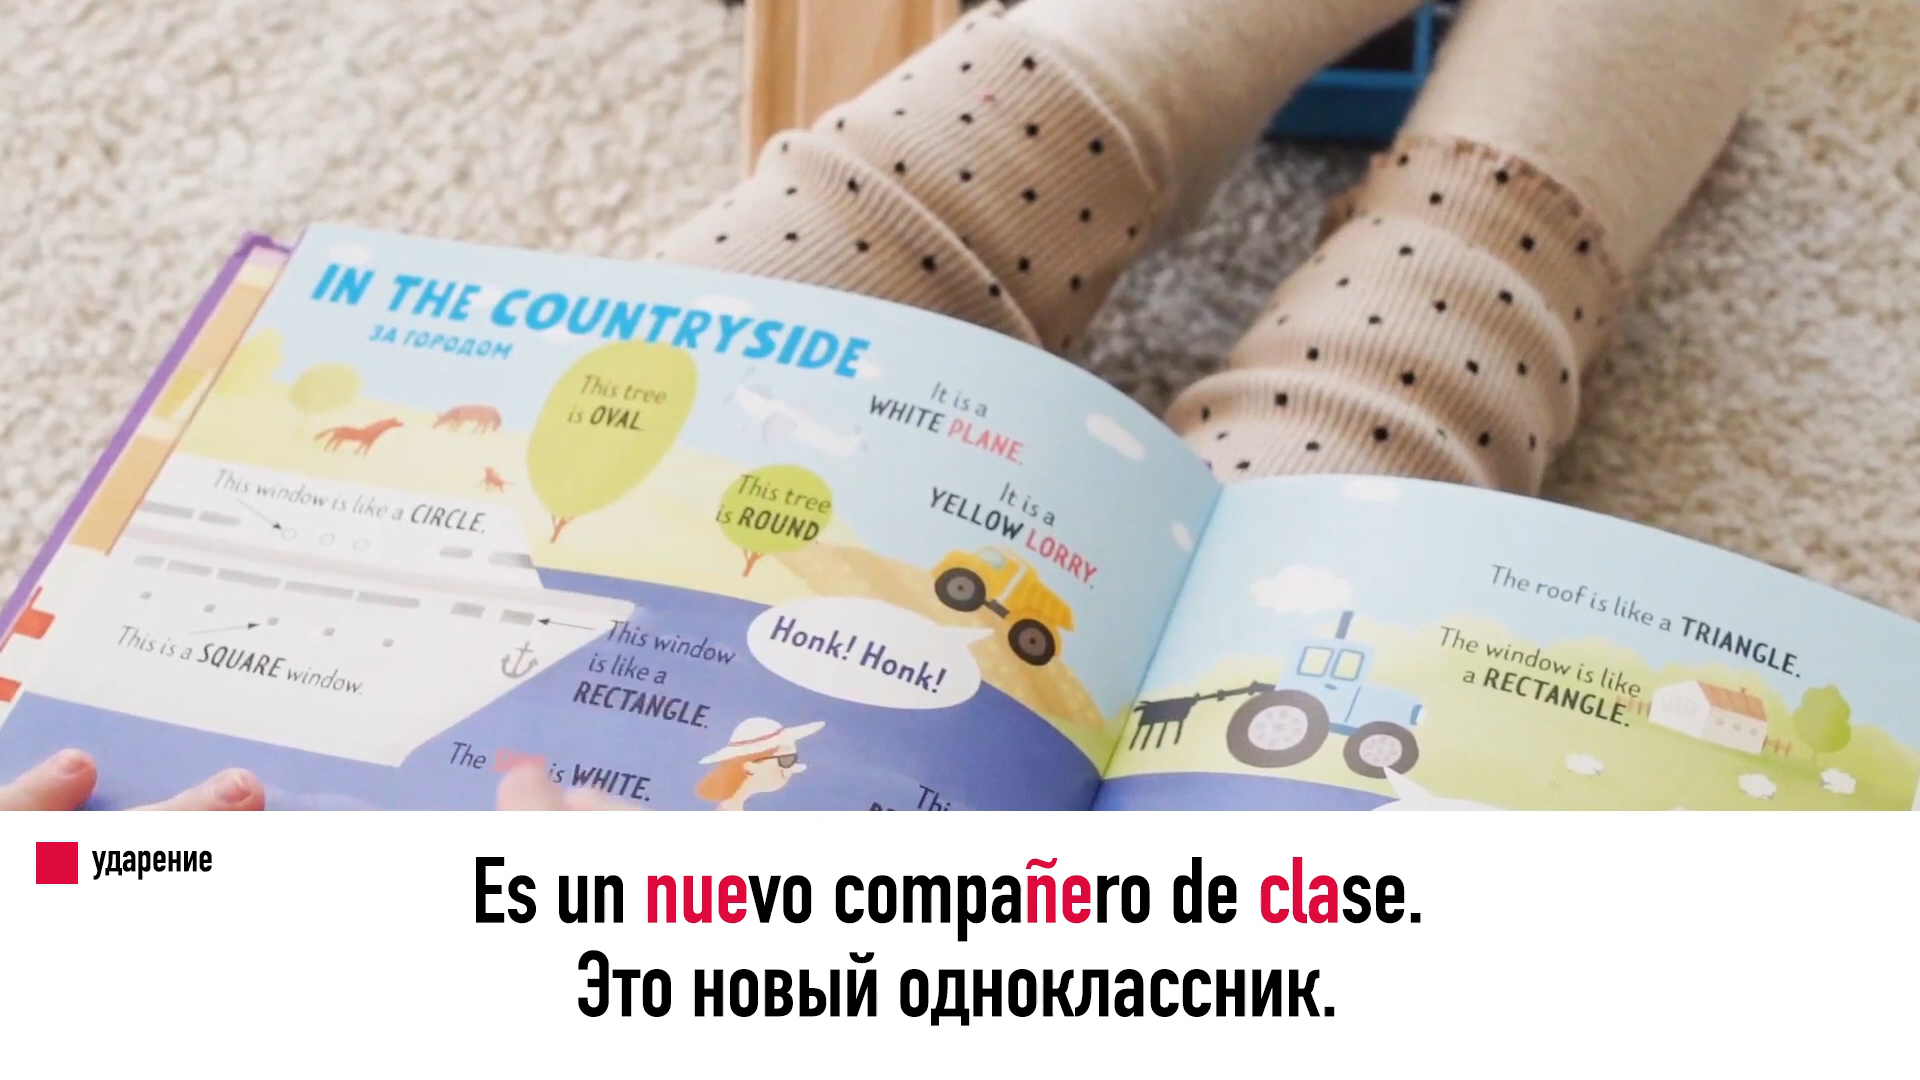 IN THE COUNTRYSIDE
ЗА ГОРОДОМ
This tree
is OVAL
It is a
WHITE PLANE.
This tree
is ROUND.
It is a
YELLOW LORRY.
This window is like a CIRCLE.
This is a SQUARE window.
This window
is like a
RECTANGLE.
Honk! Honk!
The is WHITE.
The roof is like a TRIANGLE.
The window is like
a RECTANGLE.
ударение
Es un nuevo compañero de clase.
Это новый одноклассник.